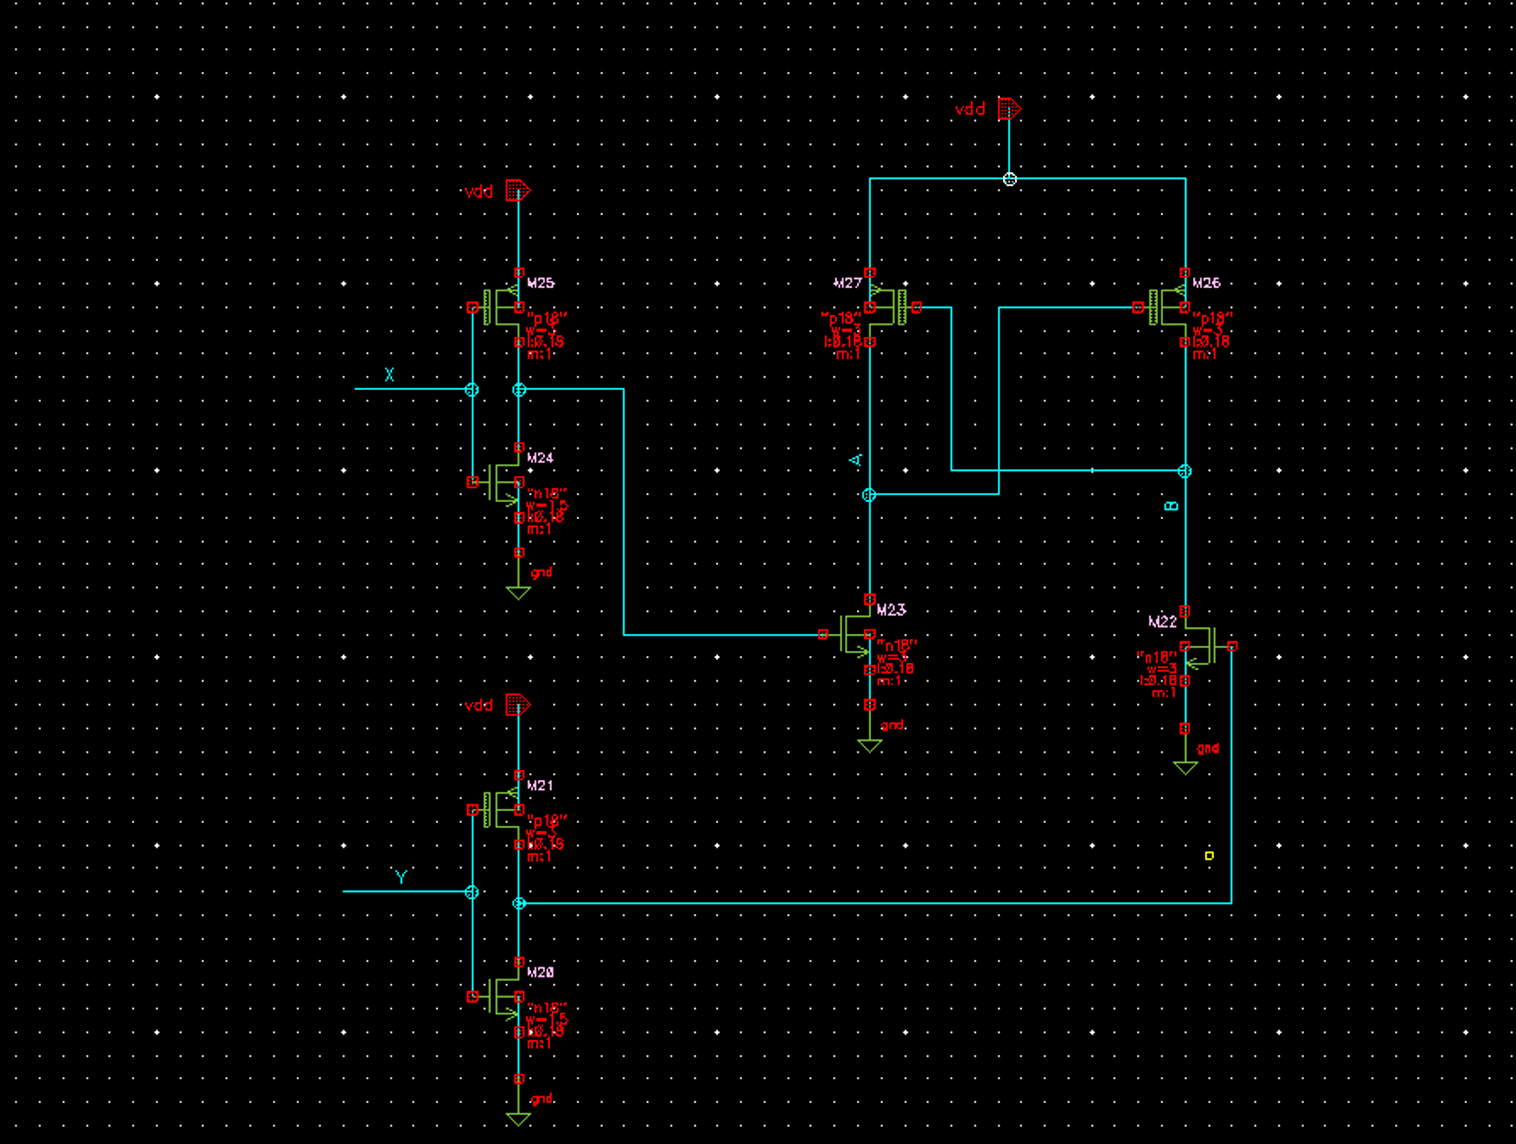 vdd
vdd
M25
"p18"
w=3
l:0.18
m:1
M27
"p18"
w=3
l:0.18
m:1
M26
"p18"
w=3
l:0.18
m:1
X
M24
"n18"
w=1.5
l:0.18
m:1
gnd
A
B
M23
"n18"
w=3
l:0.18
m:1
gnd
M22
"n18"
w=3
l:0.18
m:1
gnd
vdd
M21
"p18"
w=3
l:0.18
m:1
Y
M20
"n18"
w=1.5
l:0.18
m:1
gnd